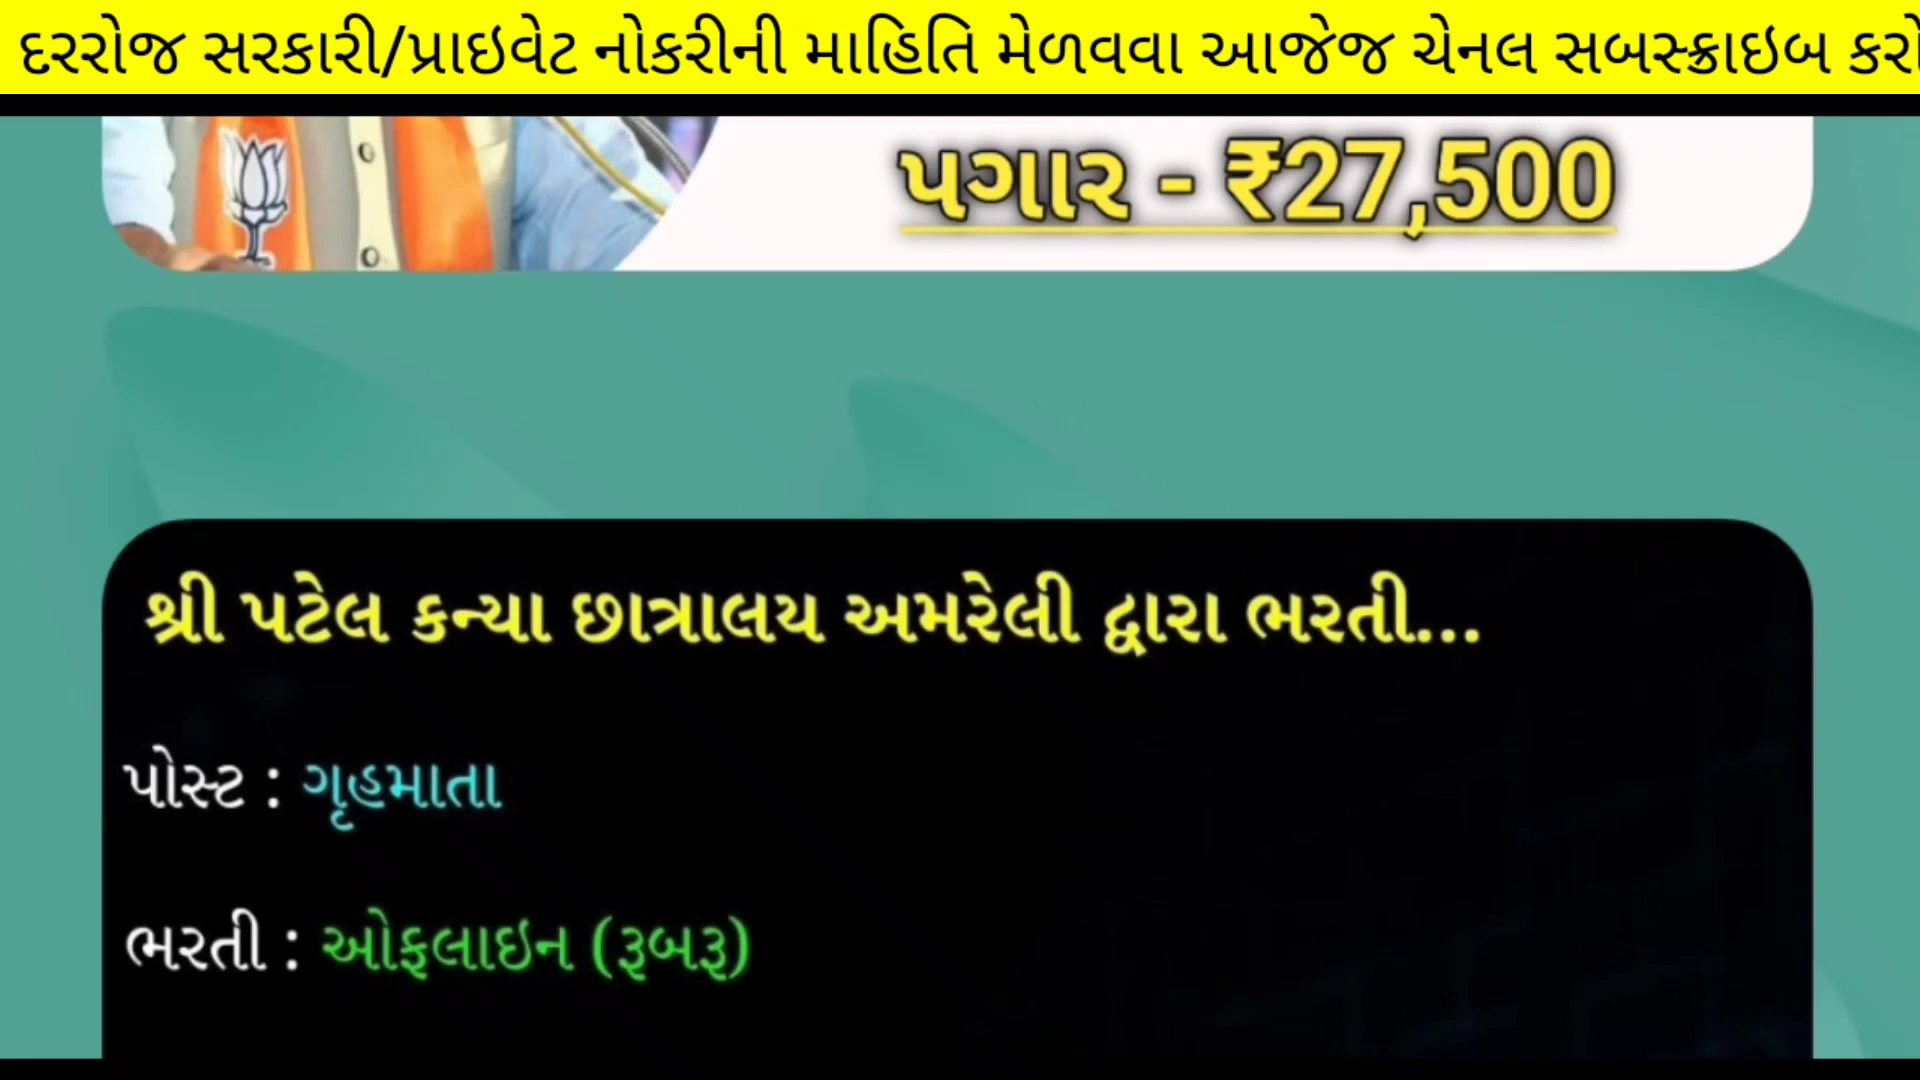 દરરોજ સરકારી/પ્રાઇવેટ નોકરીની માહિતિ મેળવવા આજેજ ચેનલ સબસ્ક્રાઇબ કરો
પગાર - ₹27,500
શ્રી પટેલ કન્યા છાત્રાલય અમરેલી દ્વારા ભરતી...
પોસ્ટ : ગૃહમાતા
ભરતી : ઓફલાઇન (રૂબરૂ)